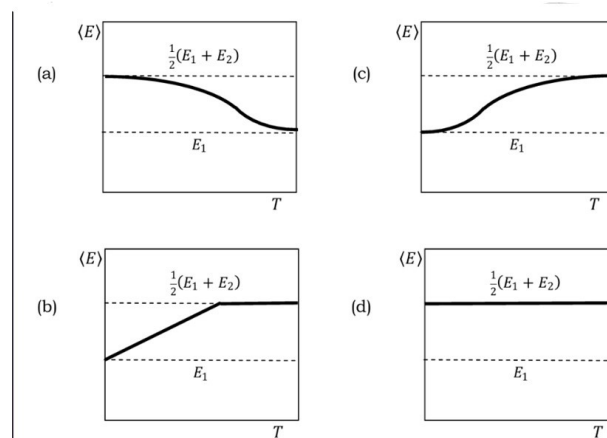 (a)
⟨E⟩
½(E₁ + E₂)
E₁
T
(c)
⟨E⟩
½(E₁ + E₂)
E₁
T
(b)
⟨E⟩
½(E₁ + E₂)
E₁
T
(d)
⟨E⟩
½(E₁ + E₂)
E₁
T